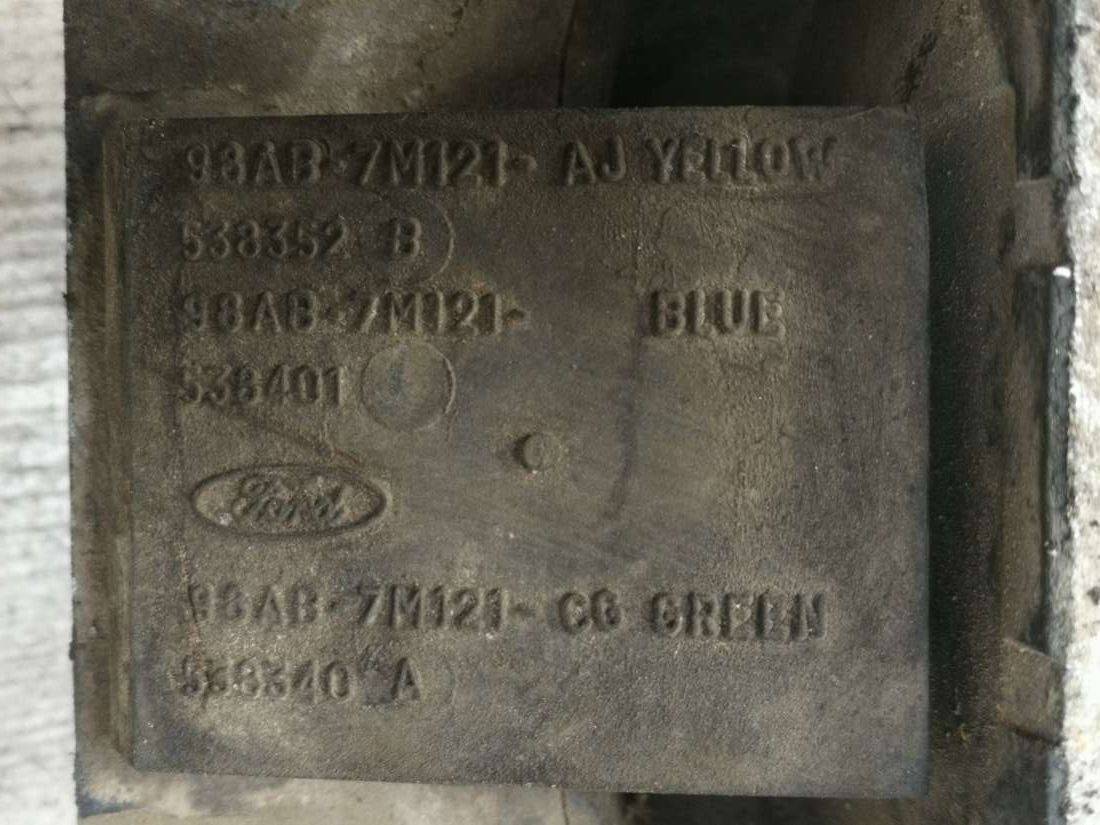 98AB-7M121-AJ YELLOW
538352 B
98AB-7M121- BLUE
538401
Ford
98AB-7M121-CG GREEN
538340 A